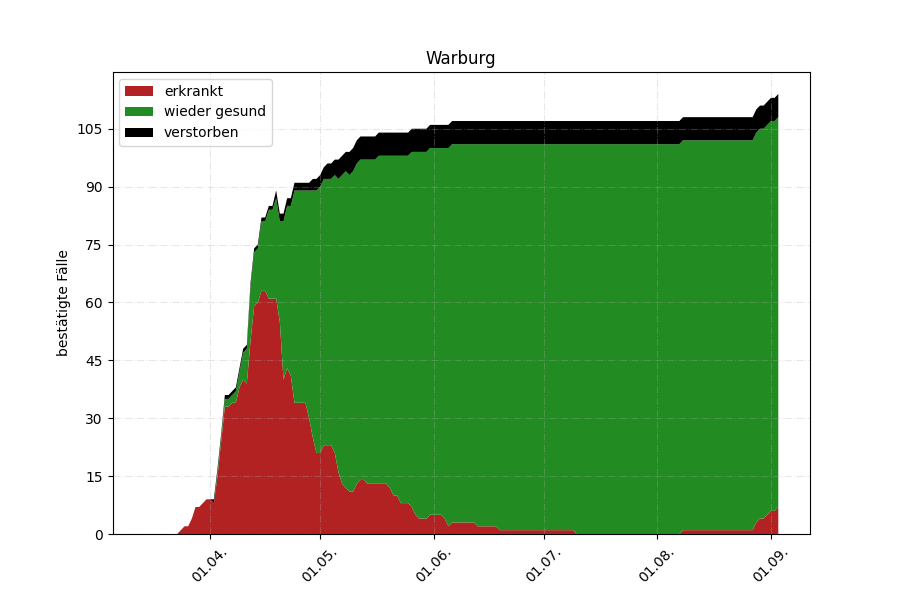 Warburg
erkrankt
wieder gesund
verstorben
bestätigte Fälle
105
90
75
60
45
30
15
0
01.04.
01.05.
01.06.
01.07.
01.08.
01.09.